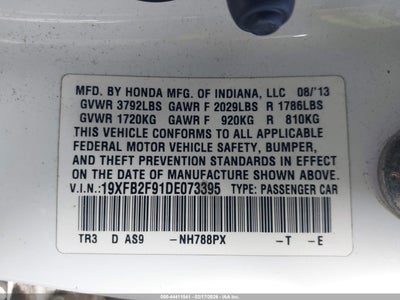 MFD. BY HONDA MFG. OF INDIANA, LLC 08/'13
GVWR 3792LBS GAWR F 2029LBS R 1786LBS
GVWR 1720KG GAWR F 920KG R 810KG
THIS VEHICLE CONFORMS TO ALL APPLICABLE
FEDERAL MOTOR VEHICLE SAFETY, BUMPER,
AND THEFT PREVENTION STANDARDS IN
EFFECT ON THE DATE OF MANUFACTURE
SHOWN ABOVE.
V.I.N.: 19XFB2F91DE073395 TYPE: PASSENGER CAR
TR3 D AS9 -NH788PX -T -E